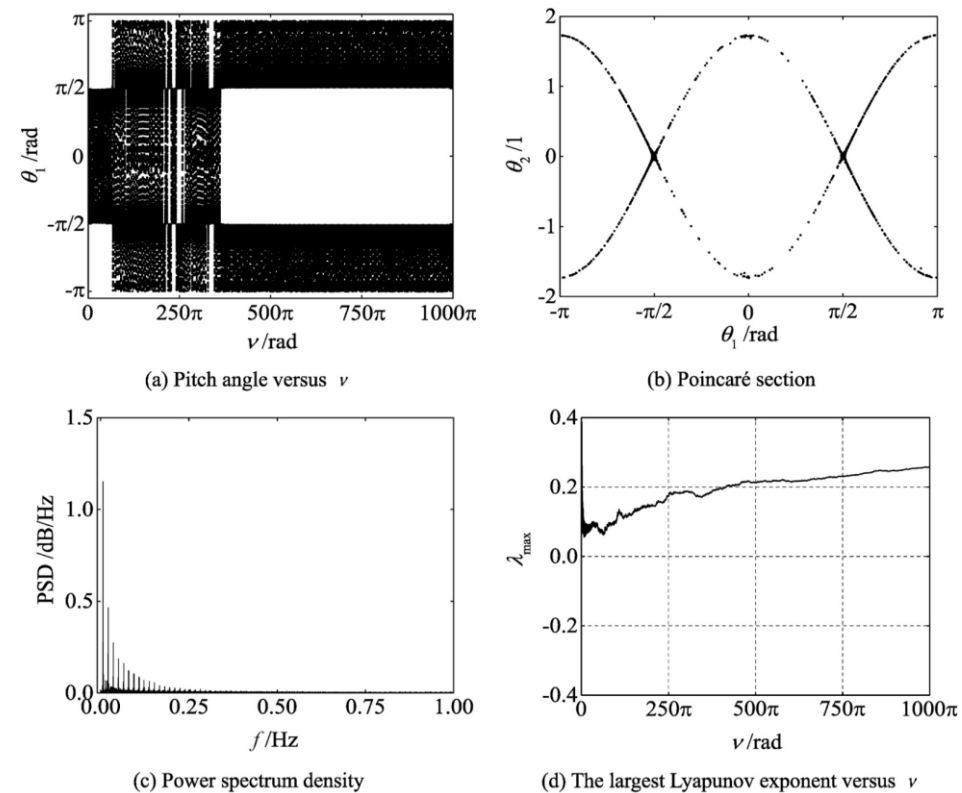 π
π/2
0
-π/2
-π
θ₁ /rad
0
250π
500π
750π
1000π
ν /rad
(a) Pitch angle versus ν
2
1
0
-1
-2
θ₂ /1
-π
-π/2
0
π/2
π
θ₁ /rad
(b) Poincaré section
1.5
1.0
0.5
0.0
PSD /dB/Hz
0.00
0.25
0.50
0.75
1.00
f /Hz
(c) Power spectrum density
0.4
0.2
0.0
-0.2
-0.4
λmax
0
250π
500π
750π
1000π
ν /rad
(d) The largest Lyapunov exponent versus ν